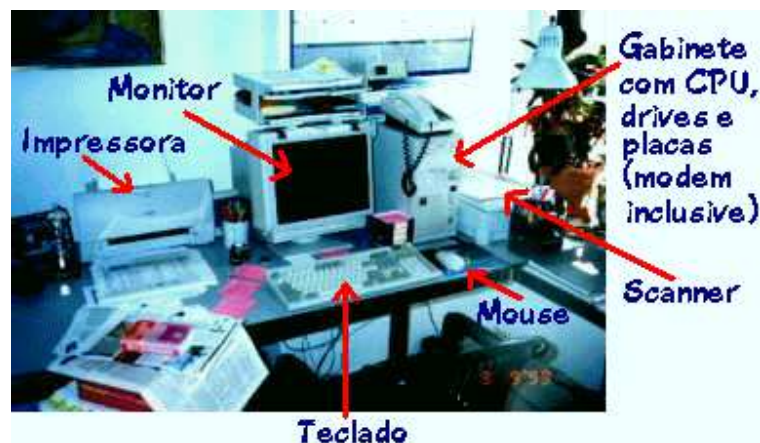 Gabinete
com CPU,
drives e
placas
(modem
inclusive)
Monitor
Impressora
Scanner
Mouse
Teclado